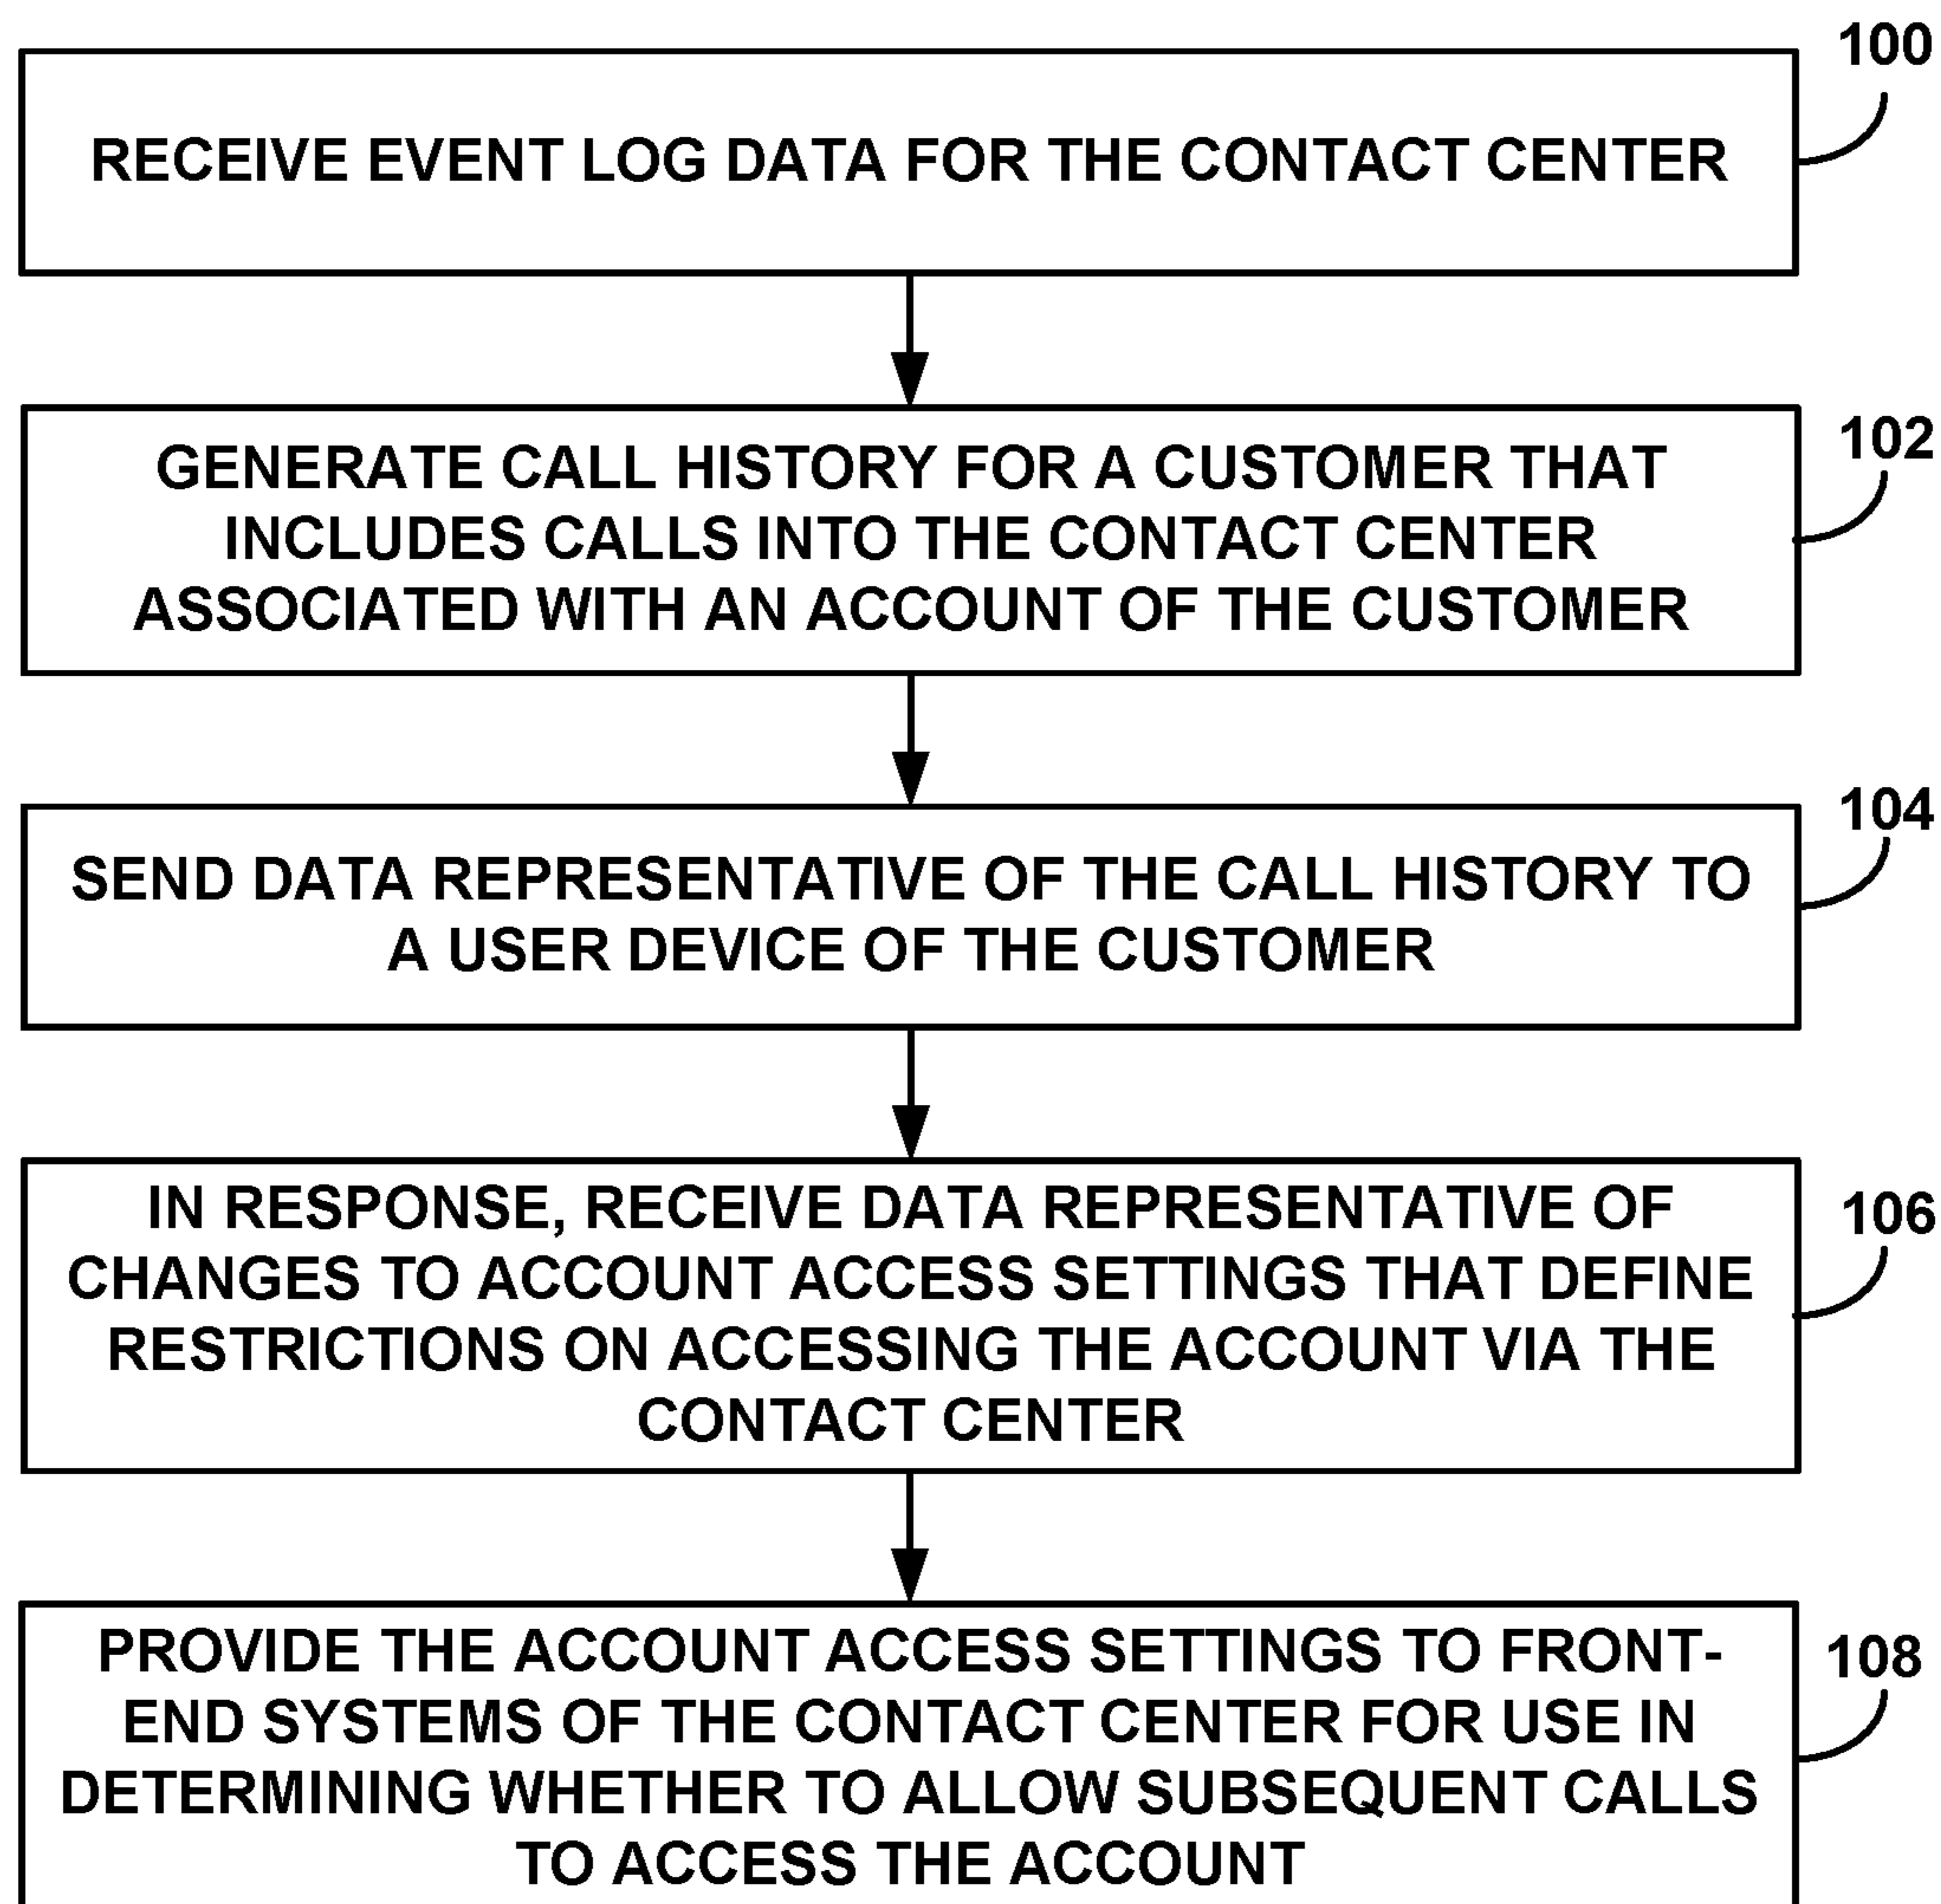 100
RECEIVE EVENT LOG DATA FOR THE CONTACT CENTER
102
GENERATE CALL HISTORY FOR A CUSTOMER THAT
INCLUDES CALLS INTO THE CONTACT CENTER
ASSOCIATED WITH AN ACCOUNT OF THE CUSTOMER
104
SEND DATA REPRESENTATIVE OF THE CALL HISTORY TO
A USER DEVICE OF THE CUSTOMER
106
IN RESPONSE, RECEIVE DATA REPRESENTATIVE OF
CHANGES TO ACCOUNT ACCESS SETTINGS THAT DEFINE
RESTRICTIONS ON ACCESSING THE ACCOUNT VIA THE
CONTACT CENTER
108
PROVIDE THE ACCOUNT ACCESS SETTINGS TO FRONT-
END SYSTEMS OF THE CONTACT CENTER FOR USE IN
DETERMINING WHETHER TO ALLOW SUBSEQUENT CALLS
TO ACCESS THE ACCOUNT